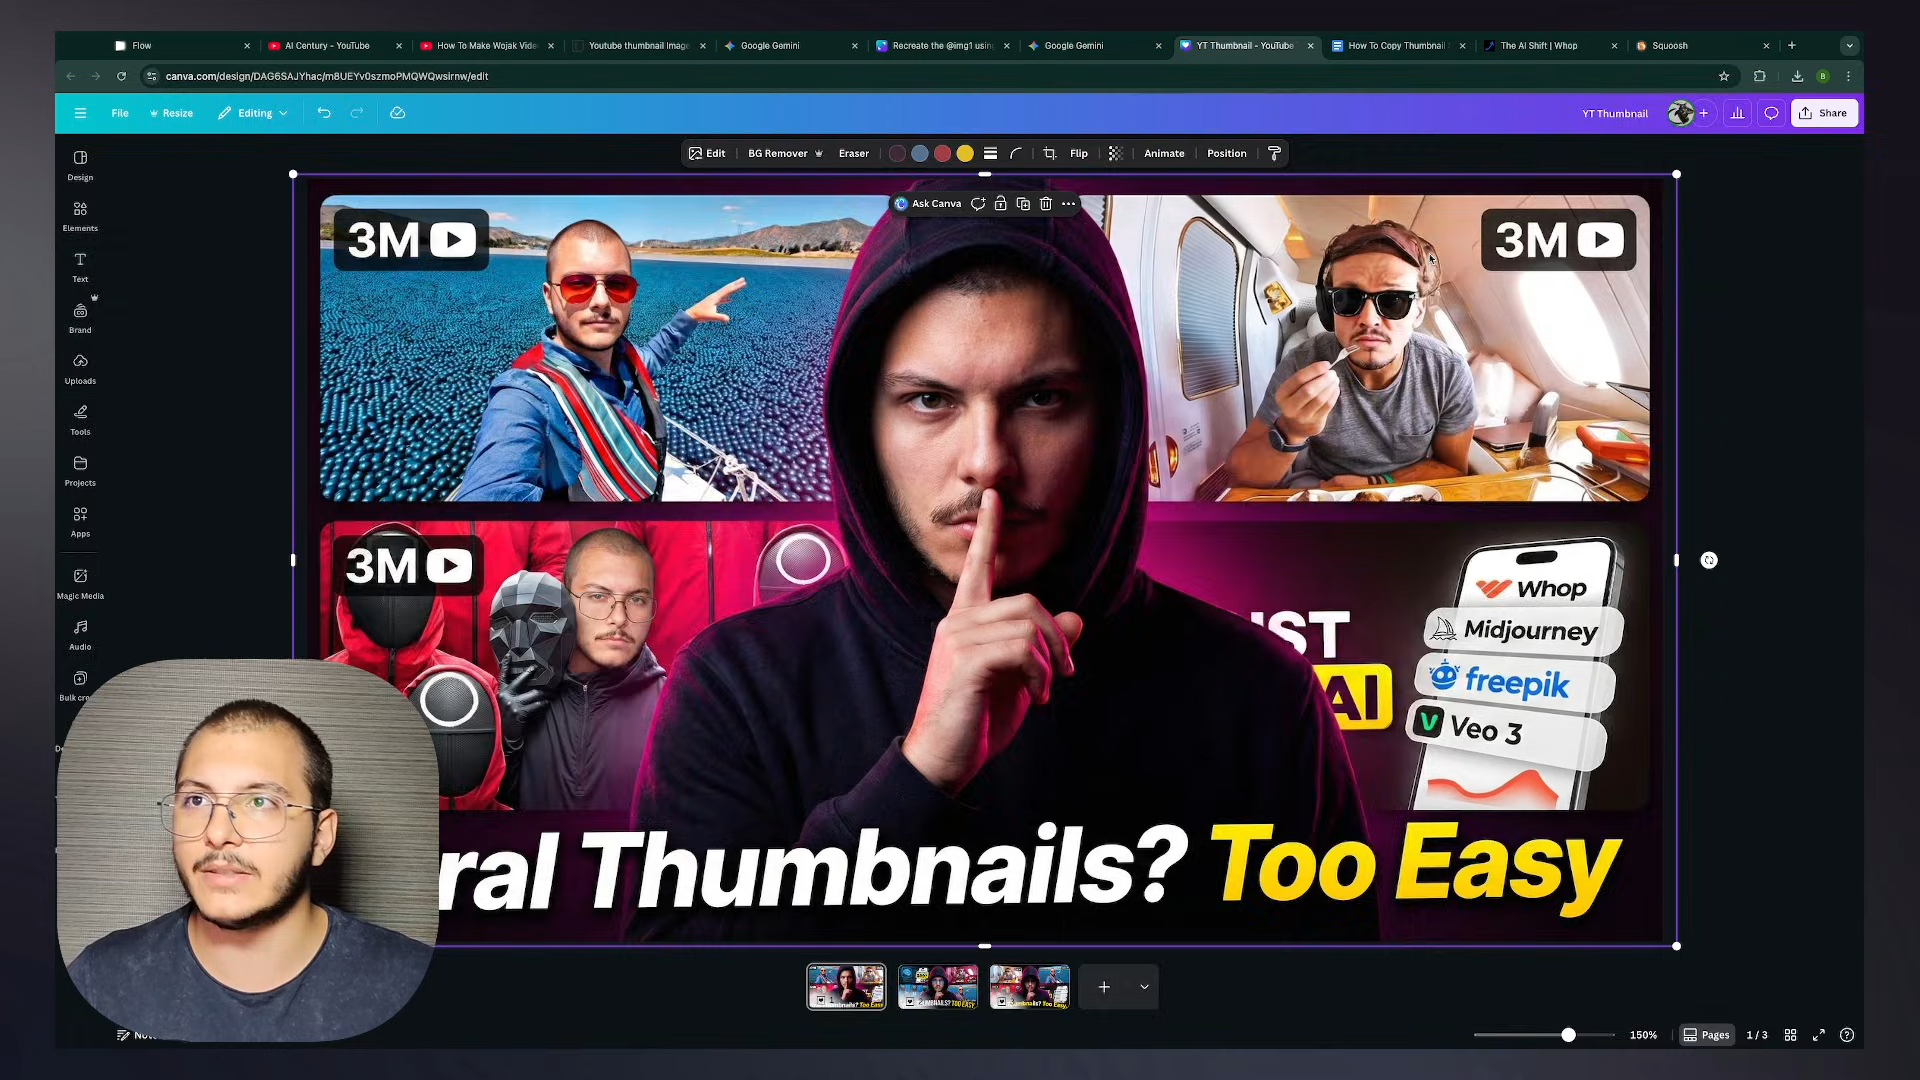 Flow
AI Century - YouTube
How To Make Wojak Vide
Youtube thumbnail Image
Google Gemini
Recreate the @img1 usin
Google Gemini
YT Thumbnail - YouTube
How To Copy Thumbnail
The AI Shift | Whop
Squoosh
canva.com/design/DAG6SAJYhac/m8UEYv0szmoPMQWQwsirnw/edit
B
File
Resize
Editing
YT Thumbnail
Share
Edit
BG Remover
Eraser
Flip
Animate
Position
Ask Canva
Design
Elements
Text
Brand
Uploads
Tools
Projects
Apps
Magic Media
Audio
Bulk cre
3M
3M
3M
UST
AI
Whop
Midjourney
freepik
Veo 3
ral Thumbnails? Too Easy
150%
Pages
1 / 3